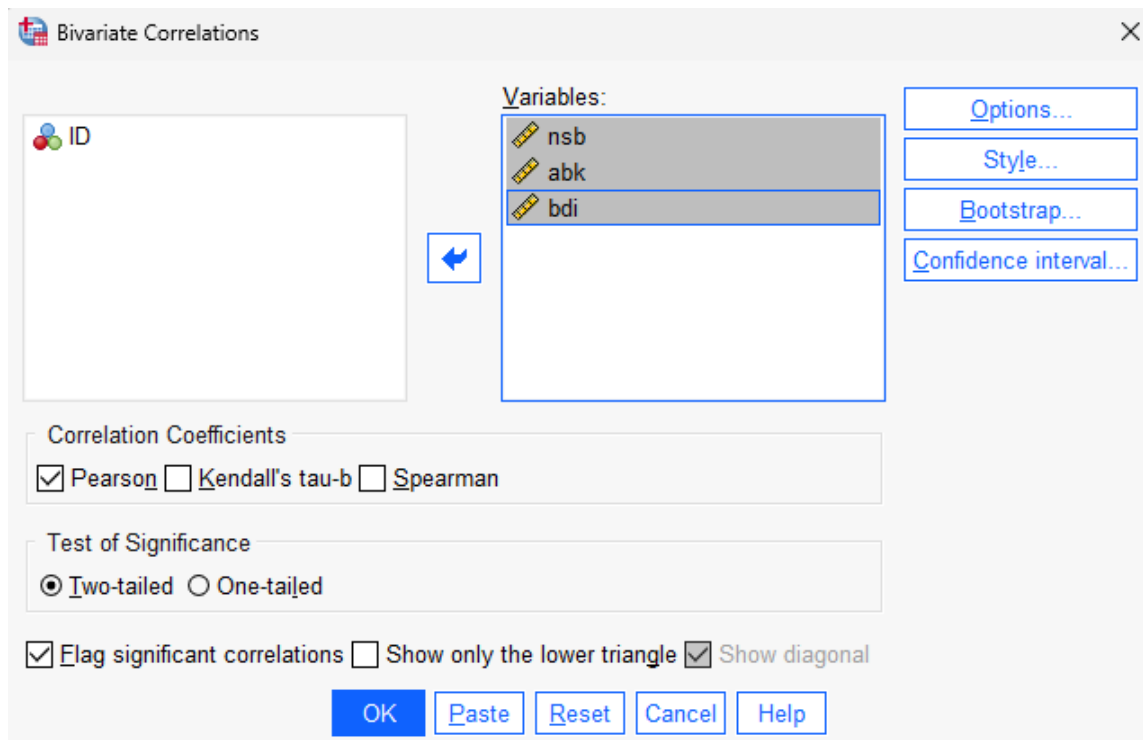 Bivariate Correlations
Variables:
ID
nsb
abk
bdi
Options...
Style...
Bootstrap...
Confidence interval...
Correlation Coefficients
Pearson Kendall's tau-b Spearman
Test of Significance
Two-tailed One-tailed
Flag significant correlations Show only the lower triangle Show diagonal
OK Paste Reset Cancel Help